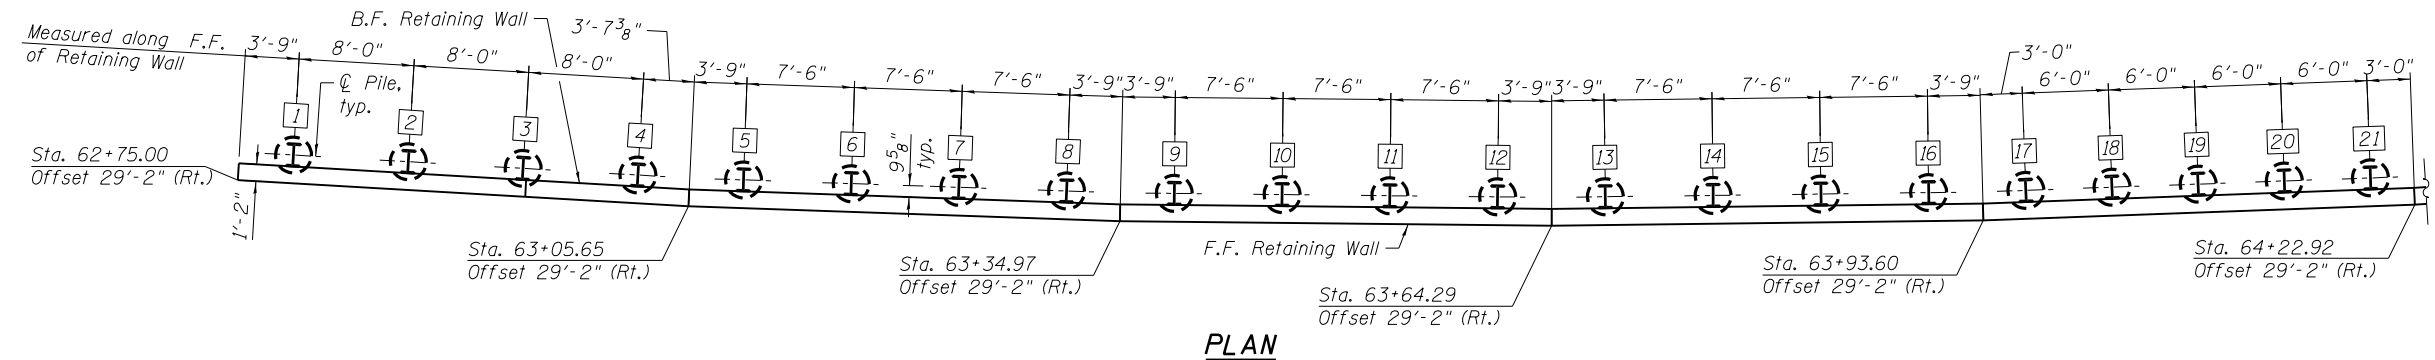 B.F. Retaining Wall
3'-7 3/8"
Measured along F.F.
of Retaining Wall
3'-9" 8'-0" 8'-0" 8'-0" 3'-9" 7'-6" 7'-6" 7'-6" 3'-9" 3'-9" 7'-6" 7'-6" 7'-6" 3'-9" 3'-9" 7'-6" 7'-6" 7'-6" 3'-9" 3'-0" 6'-0" 6'-0" 6'-0" 6'-0" 3'-0"
℄ Pile,
typ.
1 2 3 4 5 6 7 8 9 10 11 12 13 14 15 16 17 18 19 20 21
9 5/8"
typ.
Sta. 62+75.00
Offset 29'-2" (Rt.)
1'-2"
Sta. 63+05.65
Offset 29'-2" (Rt.)
Sta. 63+34.97
Offset 29'-2" (Rt.)
F.F. Retaining Wall
Sta. 63+64.29
Offset 29'-2" (Rt.)
Sta. 63+93.60
Offset 29'-2" (Rt.)
Sta. 64+22.92
Offset 29'-2" (Rt.)
PLAN